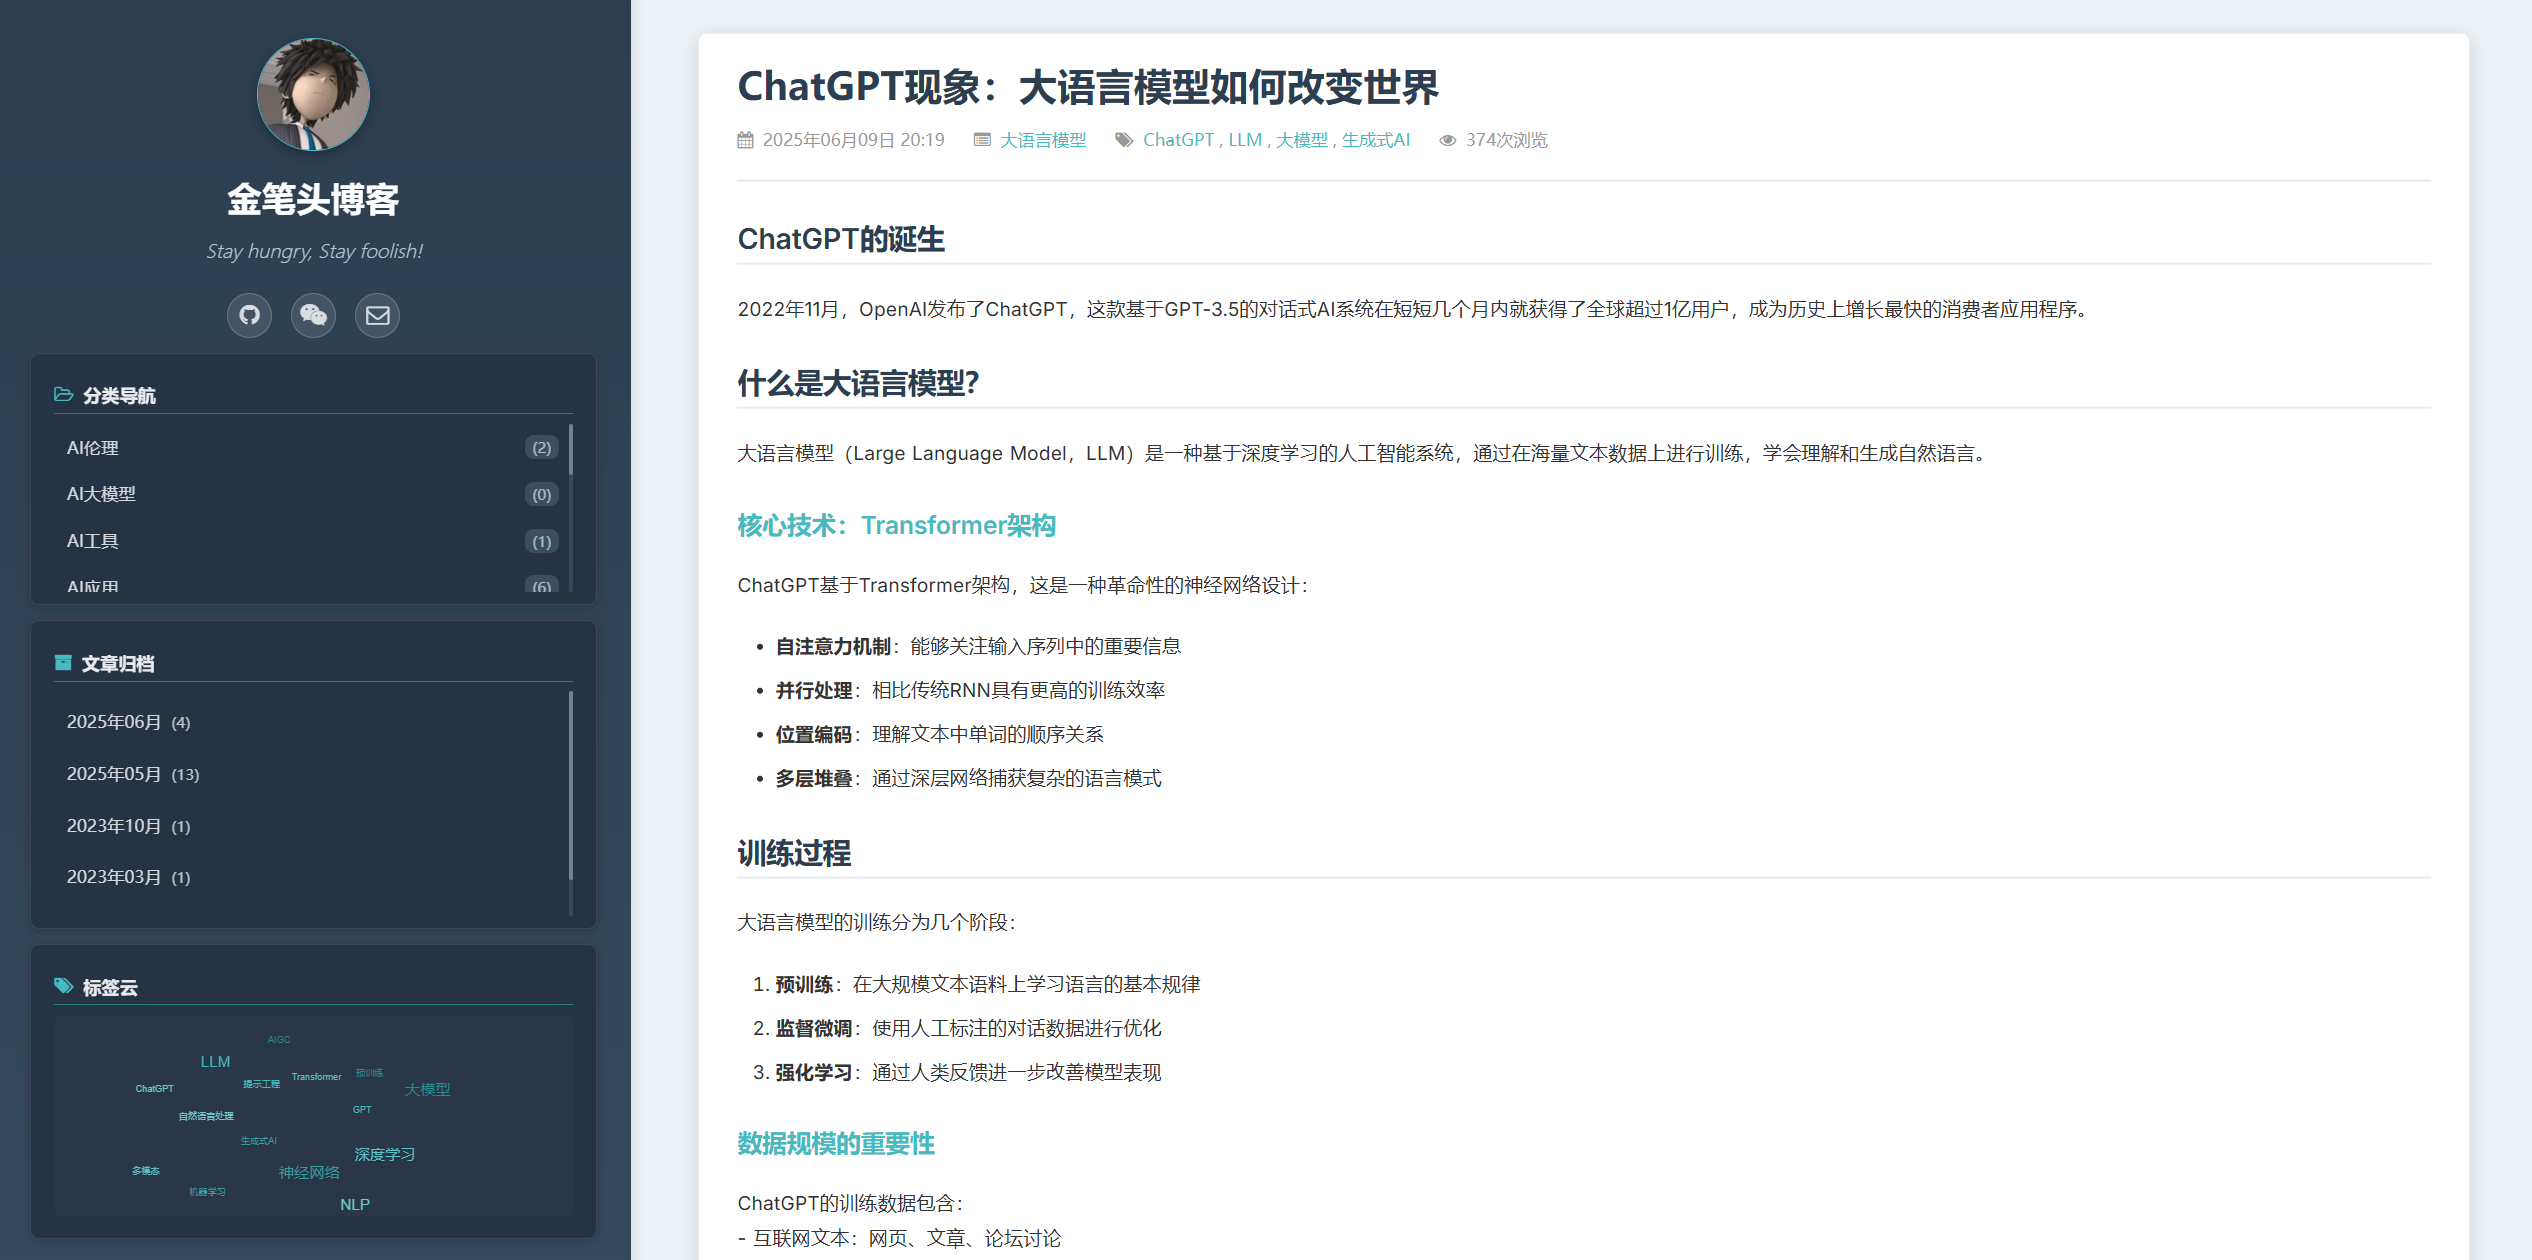 金笔头博客
Stay hungry, Stay foolish!
分类导航
AI伦理 (2)
AI大模型 (0)
AI工具 (1)
AI应用 (6)
文章归档
2025年06月 (4)
2025年05月 (13)
2023年10月 (1)
2023年03月 (1)
标签云
AIGC
LLM
Transformer
预训练
提示工程
ChatGPT
大模型
GPT
自然语言处理
生成式AI
深度学习
多模态
神经网络
机器学习
NLP
ChatGPT现象：大语言模型如何改变世界
2025年06月09日 20:19 大语言模型 ChatGPT , LLM , 大模型 , 生成式AI 374次浏览
ChatGPT的诞生
2022年11月，OpenAI发布了ChatGPT，这款基于GPT-3.5的对话式AI系统在短短几个月内就获得了全球超过1亿用户，成为历史上增长最快的消费者应用程序。
什么是大语言模型？
大语言模型（Large Language Model，LLM）是一种基于深度学习的人工智能系统，通过在海量文本数据上进行训练，学会理解和生成自然语言。
核心技术：Transformer架构
ChatGPT基于Transformer架构，这是一种革命性的神经网络设计：
• 自注意力机制：能够关注输入序列中的重要信息
• 并行处理：相比传统RNN具有更高的训练效率
• 位置编码：理解文本中单词的顺序关系
• 多层堆叠：通过深层网络捕获复杂的语言模式
训练过程
大语言模型的训练分为几个阶段：
1. 预训练：在大规模文本语料上学习语言的基本规律
2. 监督微调：使用人工标注的对话数据进行优化
3. 强化学习：通过人类反馈进一步改善模型表现
数据规模的重要性
ChatGPT的训练数据包含：
- 互联网文本：网页、文章、论坛讨论